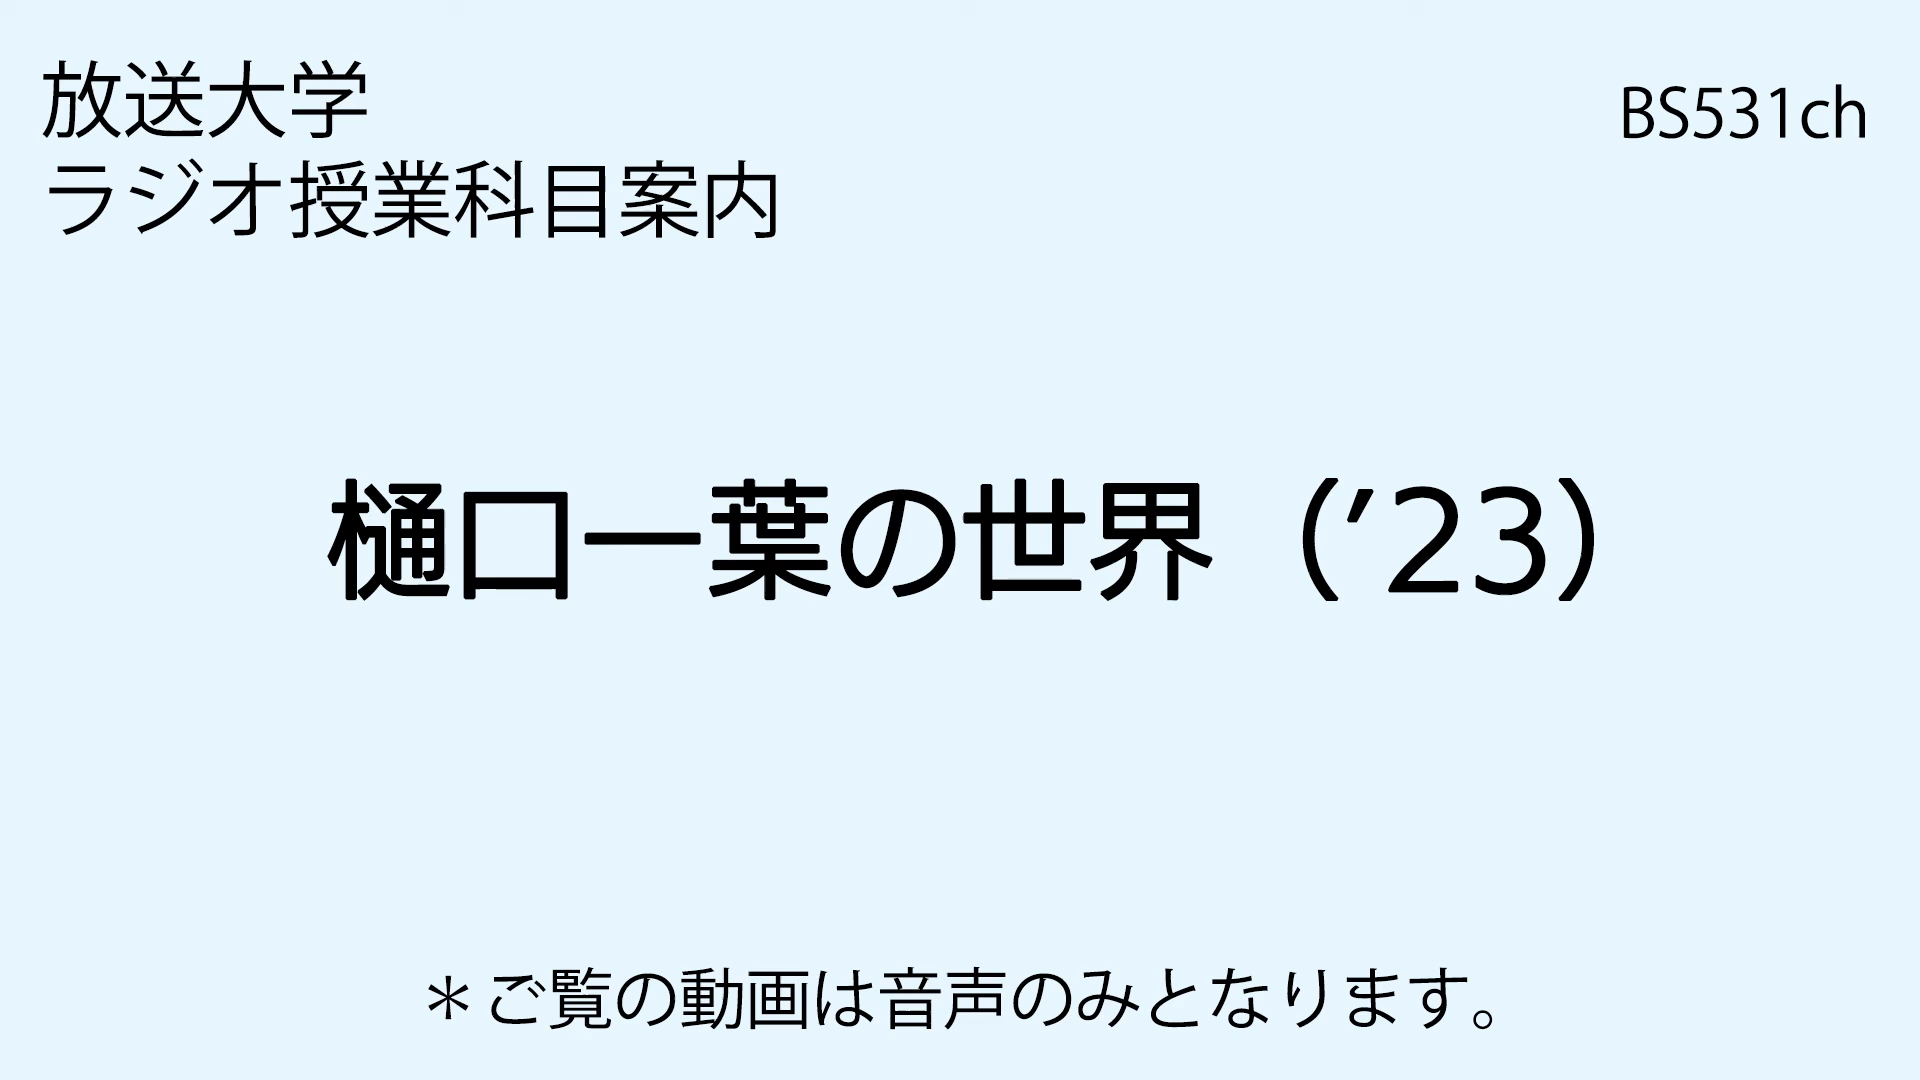 放送大学
BS531ch
ラジオ授業科目案内
樋口一葉の世界（’23）
＊ご覧の動画は音声のみとなります。